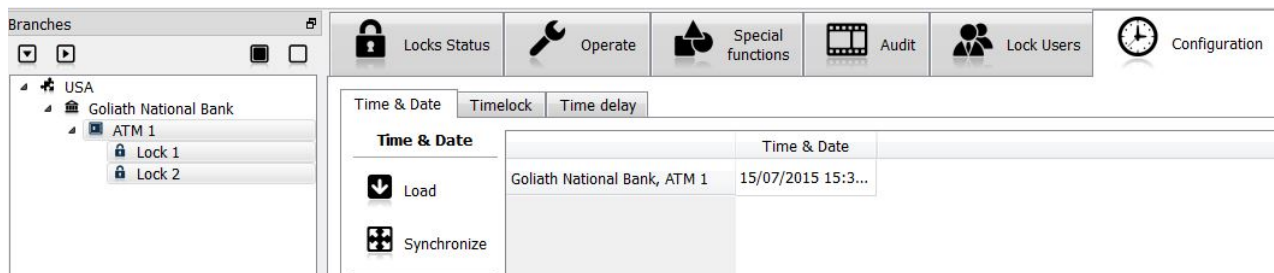 Branches
Locks Status
Operate
Special
functions
Audit
Lock Users
Configuration
USA
Goliath National Bank
ATM 1
Lock 1
Lock 2
Time & Date
Timelock
Time delay
Time & Date
Load
Synchronize
Time & Date
Goliath National Bank, ATM 1
15/07/2015 15:3...